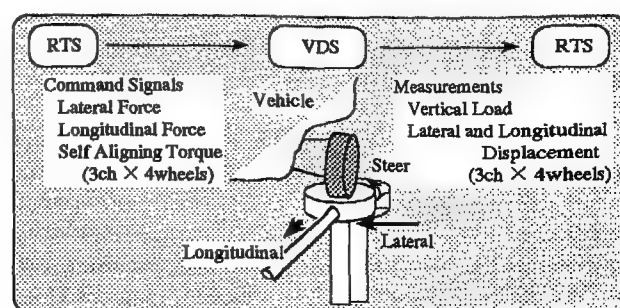 RTS
VDS
RTS
Command Signals
Lateral Force
Longitudinal Force
Self Aligning Torque
(3ch × 4wheels)
Vehicle
Measurements
Vertical Load
Lateral and Longitudinal
Displacement
(3ch × 4wheels)
Steer
Longitudinal
Lateral